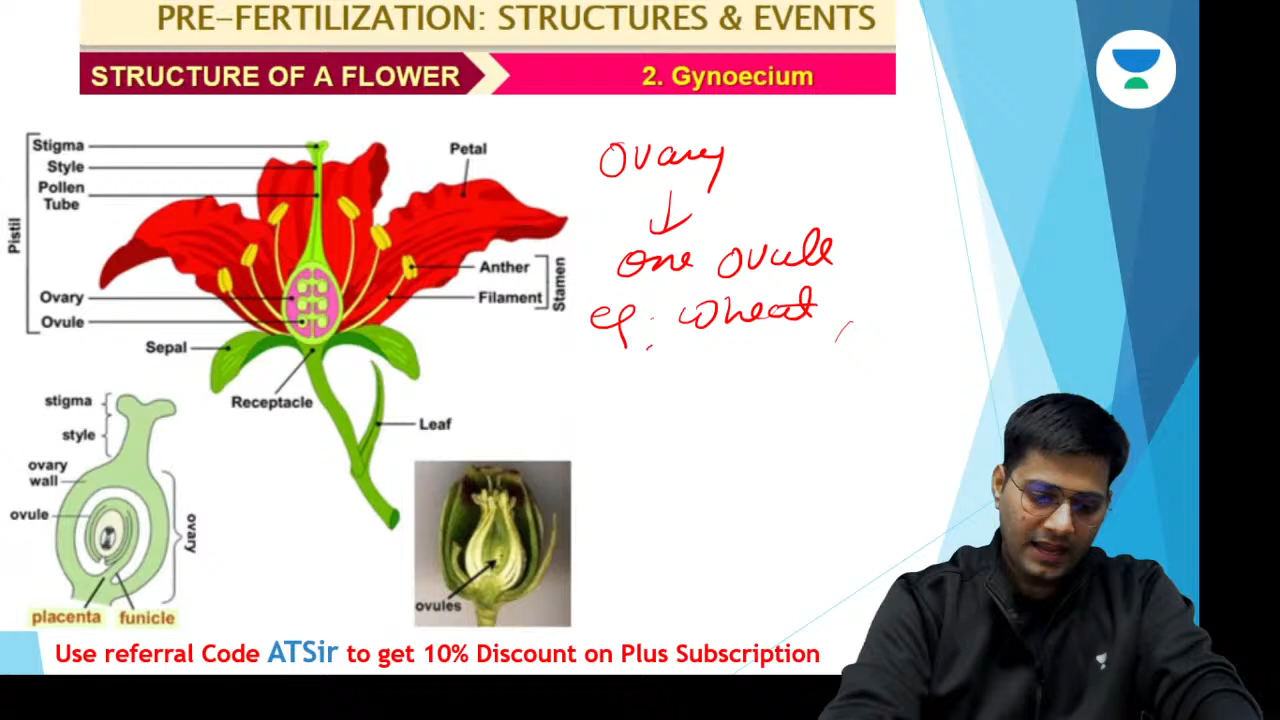 PRE-FERTILIZATION: STRUCTURES & EVENTS
STRUCTURE OF A FLOWER
2. Gynoecium
Stigma
Style
Pollen
Tube
Pistil
Ovary
Ovule
Sepal
Receptacle
Petal
Anther
Filament
Stamen
Leaf
stigma
style
ovary
wall
ovule
ovary
placenta
funicle
ovules
Ovary
↓
one ovule
eg: wheat,
Use referral Code ATSir to get 10% Discount on Plus Subscription